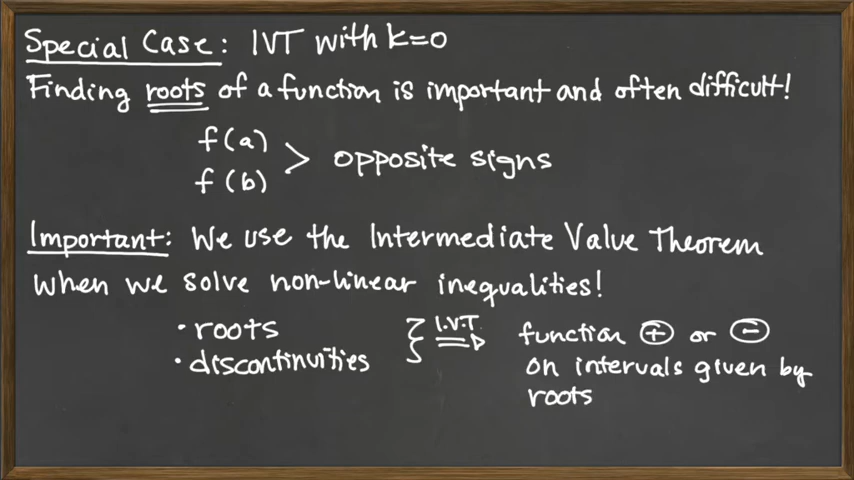 Special Case: IVT with k=0
Finding roots of a function is important and often difficult!
f(a)
f(b) > opposite signs
Important: We use the Intermediate Value Theorem
when we solve non-linear inequalities!
• roots
• discontinuities
} I.V.T. ⇒ function ⊕ or ⊖
on intervals given by
roots